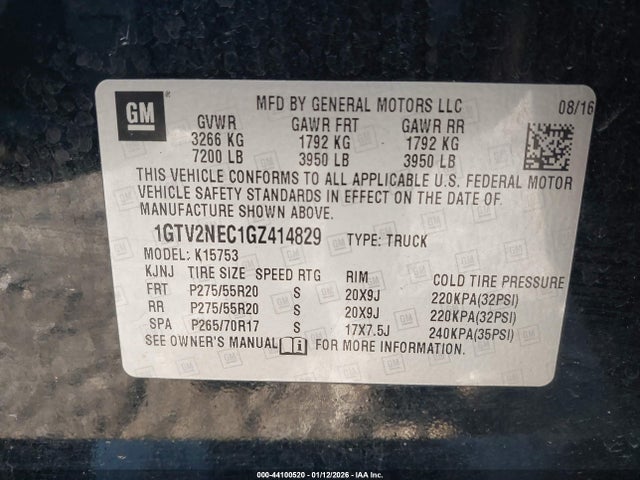 GM
MFD BY GENERAL MOTORS LLC 08/16
GVWR GAWR FRT GAWR RR
3266 KG 1792 KG 1792 KG
7200 LB 3950 LB 3950 LB
THIS VEHICLE CONFORMS TO ALL APPLICABLE U.S. FEDERAL MOTOR
VEHICLE SAFETY STANDARDS IN EFFECT ON THE DATE OF
MANUFACTURE SHOWN ABOVE.
1GTV2NEC1GZ414829 TYPE: TRUCK
MODEL: K15753
KJNJ TIRE SIZE SPEED RTG RIM COLD TIRE PRESSURE
FRT P275/55R20 S 20X9J 220KPA(32PSI)
RR P275/55R20 S 20X9J 220KPA(32PSI)
SPA P265/70R17 S 17X7.5J 240KPA(35PSI)
SEE OWNER'S MANUAL FOR MORE INFORMATION.
000-44100520 - 01/12/2026 - IAA Inc.